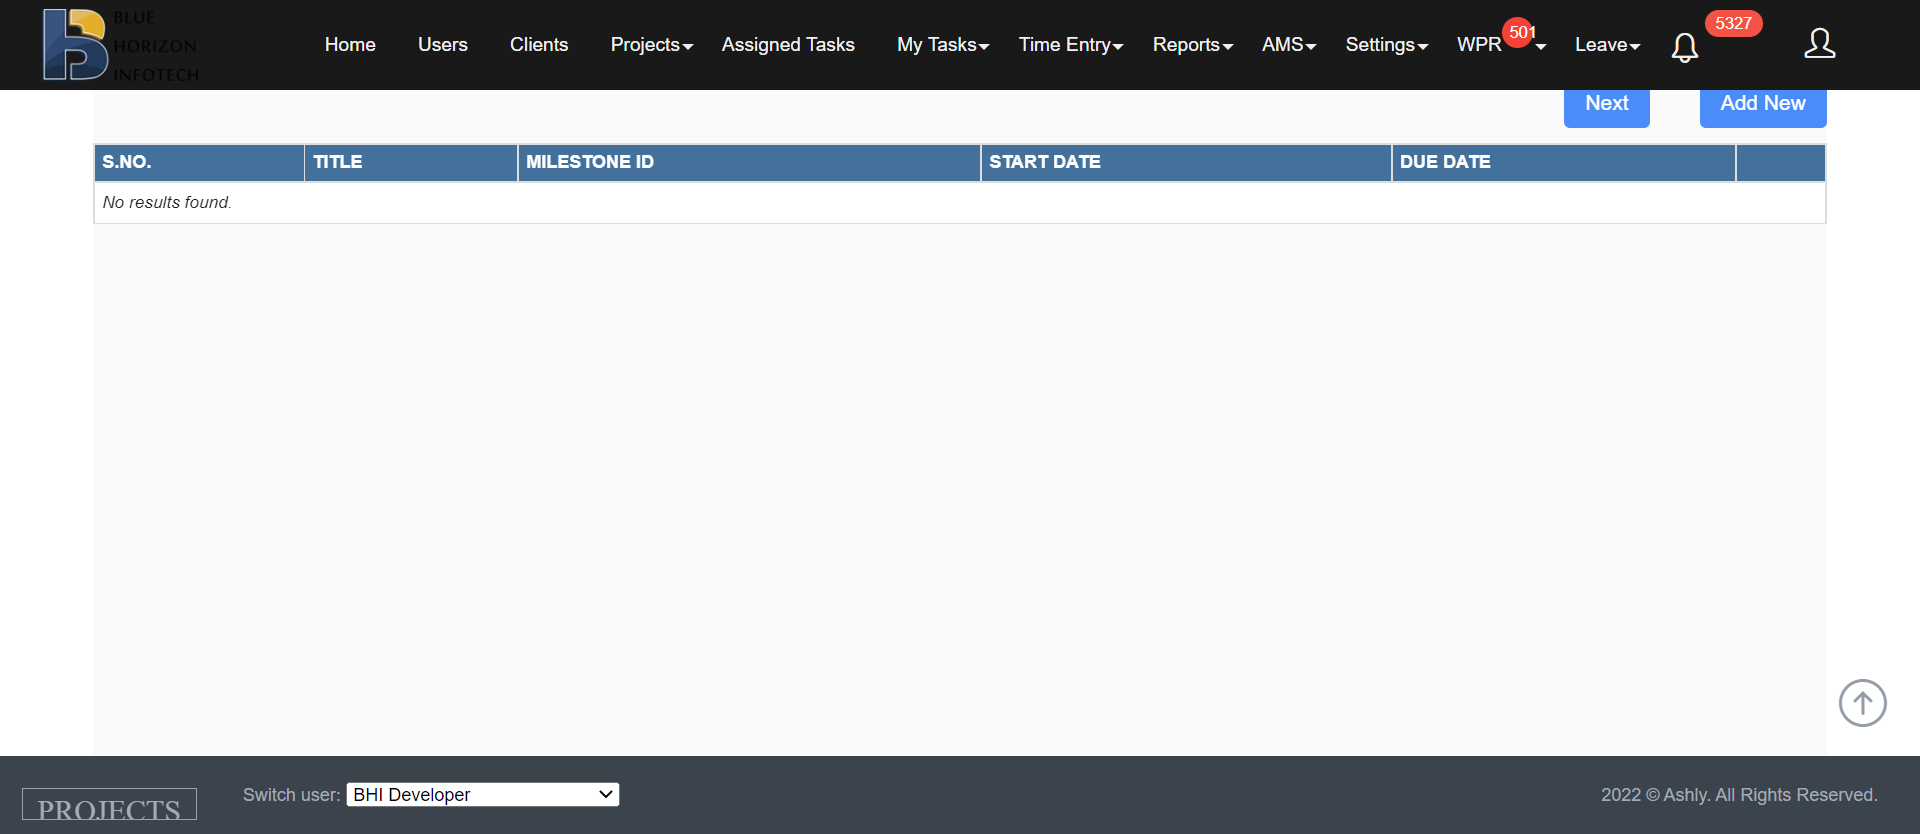 BLUE
HORIZON
INFOTECH
Home Users Clients Projects Assigned Tasks My Tasks Time Entry Reports AMS Settings WPR 501 Leave 5327
Next Add New
S.NO. TITLE MILESTONE ID START DATE DUE DATE
No results found.
PROJECTS Switch user: BHI Developer 2022 © Ashly. All Rights Reserved.